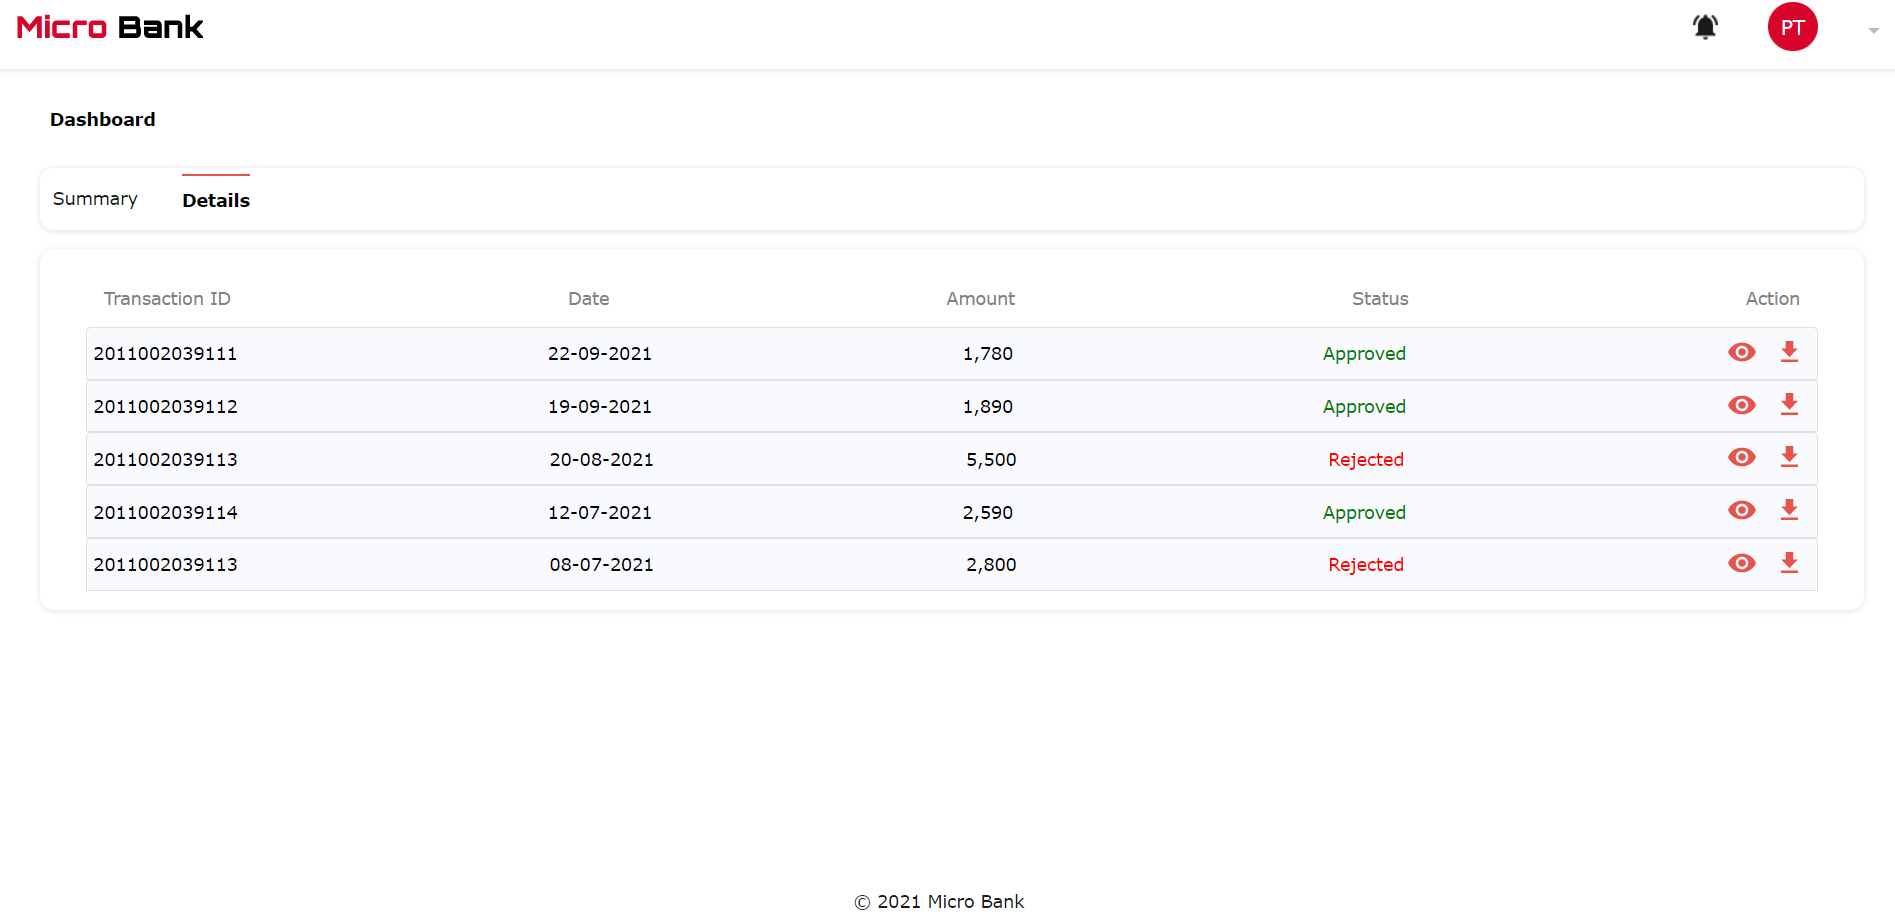 Micro Bank
PT
Dashboard
Summary Details
Transaction ID Date Amount Status Action
2011002039111 22-09-2021 1,780 Approved
2011002039112 19-09-2021 1,890 Approved
2011002039113 20-08-2021 5,500 Rejected
2011002039114 12-07-2021 2,590 Approved
2011002039113 08-07-2021 2,800 Rejected
© 2021 Micro Bank